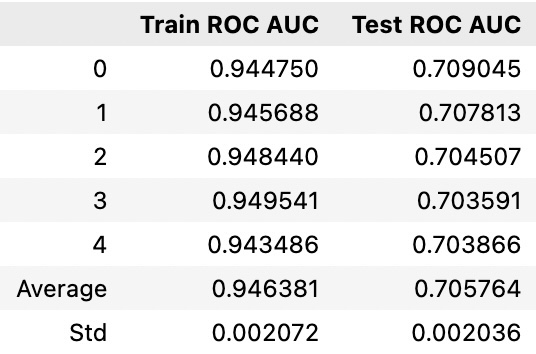 Train ROC AUC Test ROC AUC
0 0.944750 0.709045
1 0.945688 0.707813
2 0.948440 0.704507
3 0.949541 0.703591
4 0.943486 0.703866
Average 0.946381 0.705764
Std 0.002072 0.002036